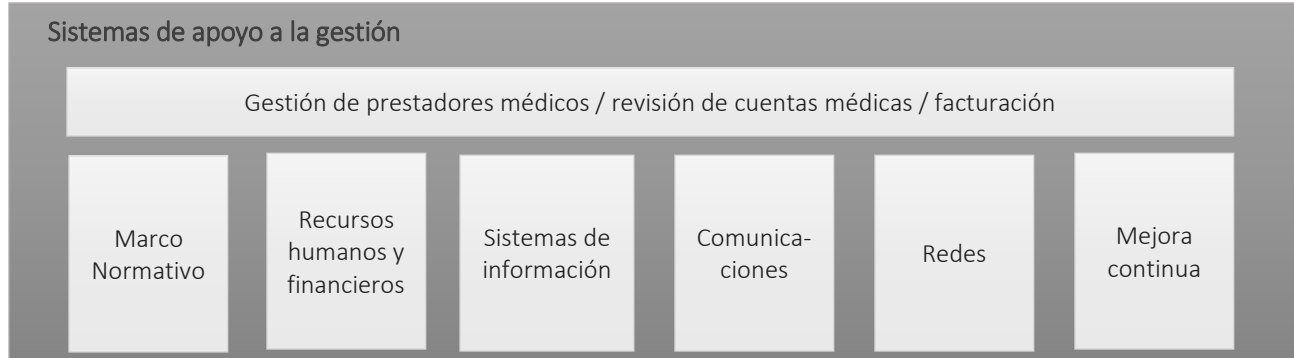 Sistemas de apoyo a la gestión
Gestión de prestadores médicos / revisión de cuentas médicas / facturación
Marco
Normativo
Recursos
humanos y
financieros
Sistemas de
información
Comunica-
ciones
Redes
Mejora
continua